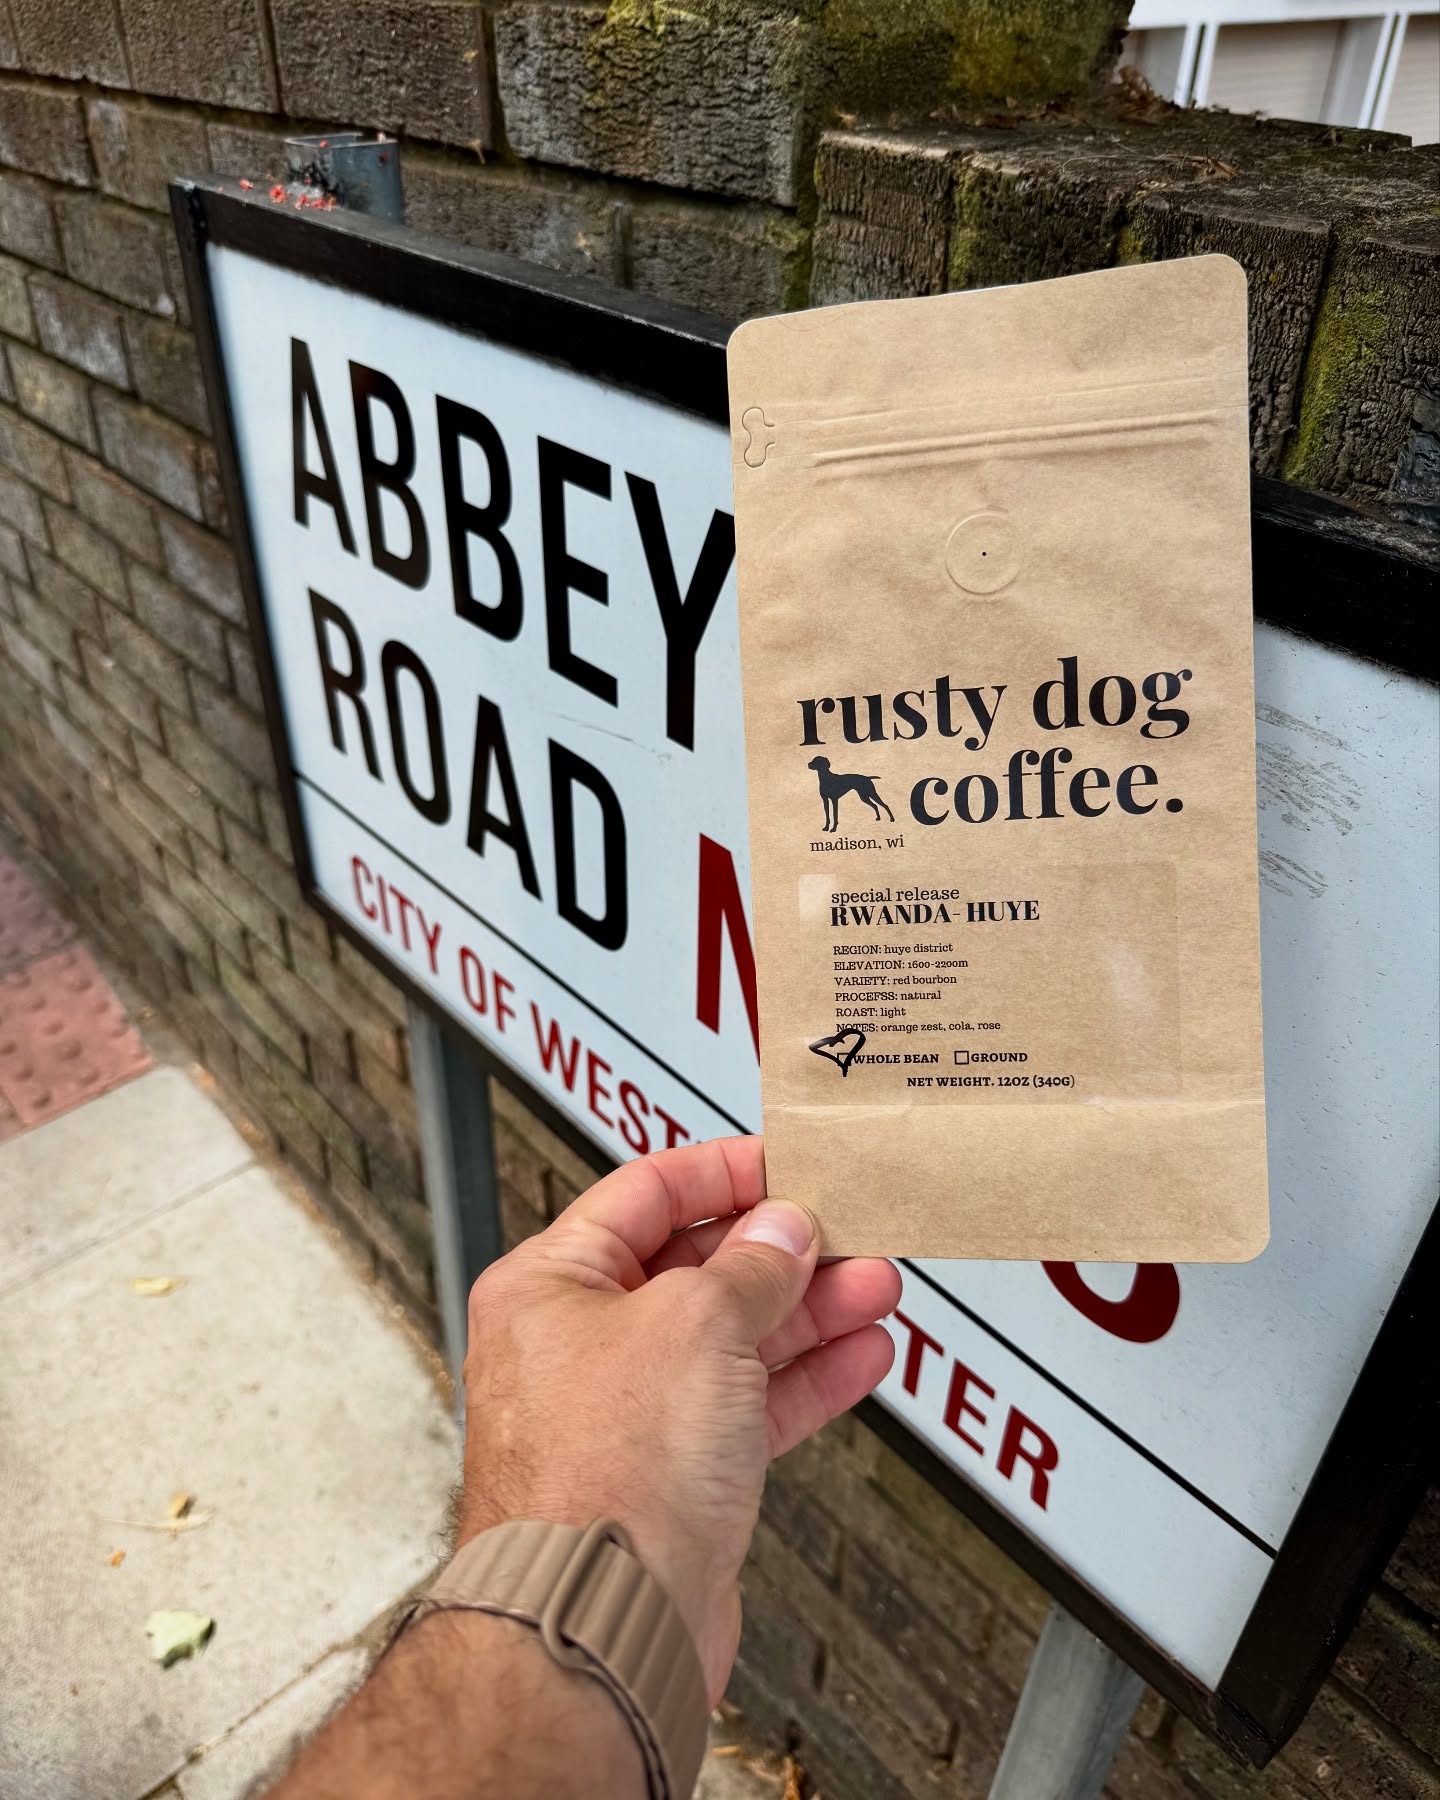 ABBEY
ROAD N
CITY OF WEST TER
rusty dog
coffee.
madison, wi
special release
RWANDA- HUYE
REGION: huye district
ELEVATION: 1600-2200m
VARIETY: red bourbon
PROCEFSS: natural
ROAST: light
NOTES: orange zest, cola, rose
WHOLE BEAN GROUND
NET WEIGHT. 12OZ (340G)